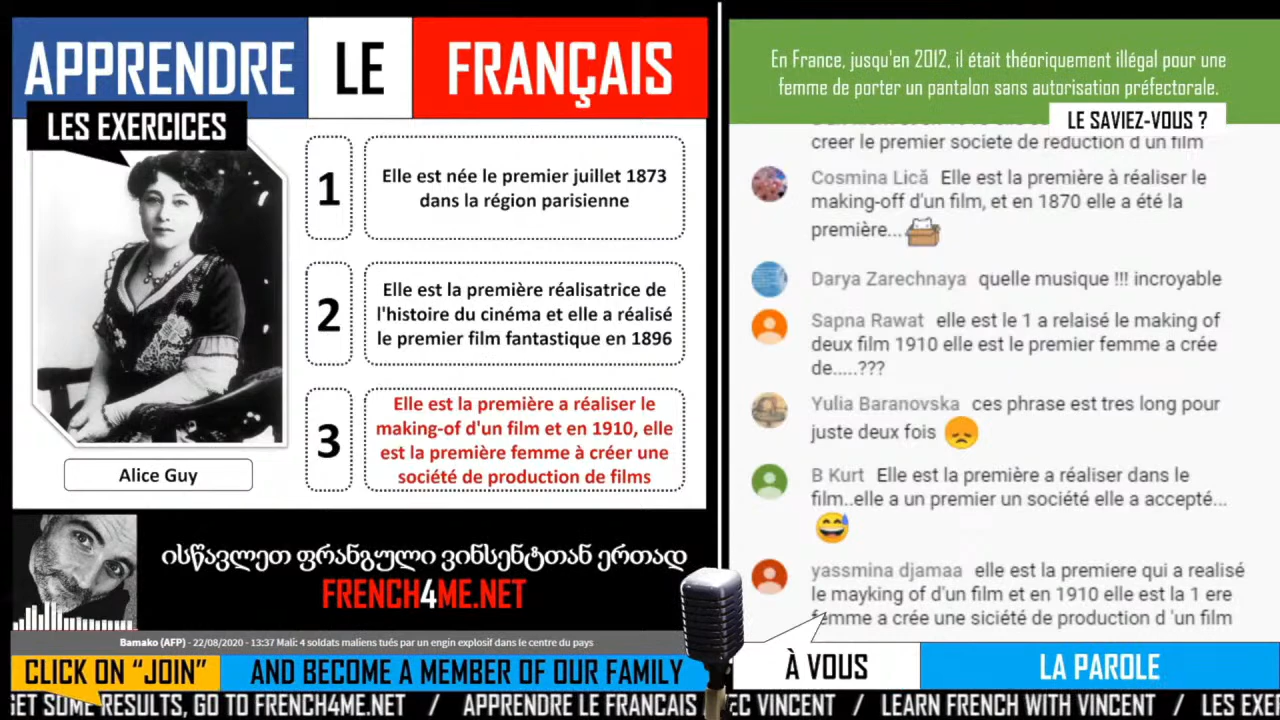 APPRENDRE LE FRANÇAIS
LES EXERCICES
1
Elle est née le premier juillet 1873
dans la région parisienne
2
Elle est la première réalisatrice de
l'histoire du cinéma et elle a réalisé
le premier film fantastique en 1896
3
Elle est la première a réaliser le
making-of d'un film et en 1910, elle
est la première femme à créer une
société de production de films
Alice Guy
ისწავლეთ ფრანგული ვინსენტთან ერთად
FRENCH4ME.NET
Bamako (AFP) - 22/08/2020 - 13:37 Mali: 4 soldats maliens tués par un engin explosif dans le centre du pays
CLICK ON “JOIN” AND BECOME A MEMBER OF OUR FAMILY
En France, jusqu'en 2012, il était théoriquement illégal pour une
femme de porter un pantalon sans autorisation préfectorale.
LE SAVIEZ-VOUS ?
creer le premier societe de reduction d un film
Cosmina Lică Elle est la première à réaliser le
making-off d'un film, et en 1870 elle a été la
première...
Darya Zarechnaya quelle musique !!! incroyable
Sapna Rawat elle est le 1 a relaisé le making of
deux film 1910 elle est le premier femme a crée
de.....???
Yulia Baranovska ces phrase est tres long pour
juste deux fois
B Kurt Elle est la première a réaliser dans le
film..elle a un premier un société elle a accepté...
yassmina djamaa elle est la premiere qui a realisé
le mayking of d'un film et en 1910 elle est la 1 ere
femme a crée une siciété de production d 'un film
À VOUS LA PAROLE
GET SOME RESULTS, GO TO FRENCH4ME.NET / APPRENDRE LE FRANCAIS EC VINCENT / LEARN FRENCH WITH VINCENT / LES EXE